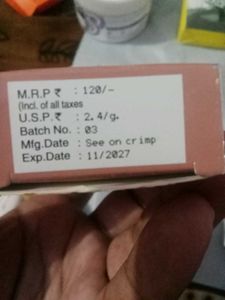 M.R.P ₹ : 120/-
(Incl. of all taxes
U.S.P. ₹ : 2.4/g.
Batch No. : 03
Mfg.Date : See on crimp
Exp.Date : 11/2027